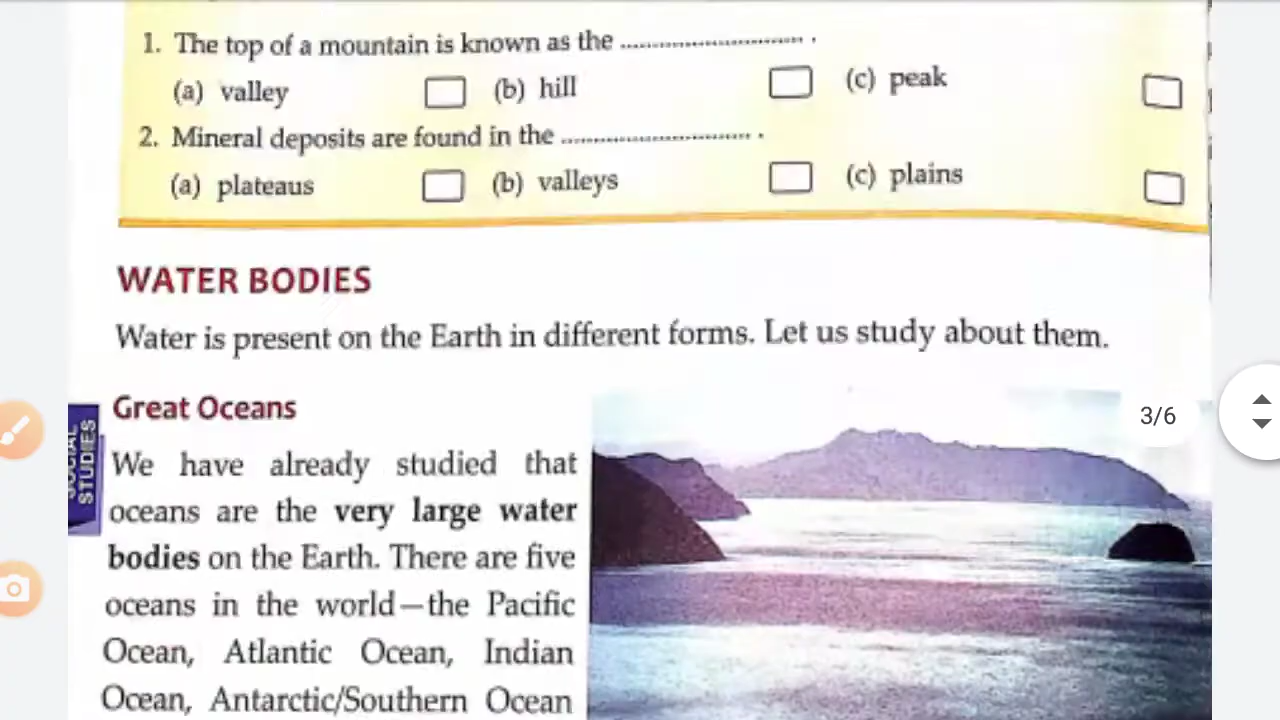 1. The top of a mountain is known as the .............................. .
(a) valley (b) hill (c) peak
2. Mineral deposits are found in the .............................. .
(a) plateaus (b) valleys (c) plains
WATER BODIES
Water is present on the Earth in different forms. Let us study about them.
Great Oceans
3/6
SOCIAL
STUDIES
We have already studied that
oceans are the very large water
bodies on the Earth. There are five
oceans in the world—the Pacific
Ocean, Atlantic Ocean, Indian
Ocean, Antarctic/Southern Ocean